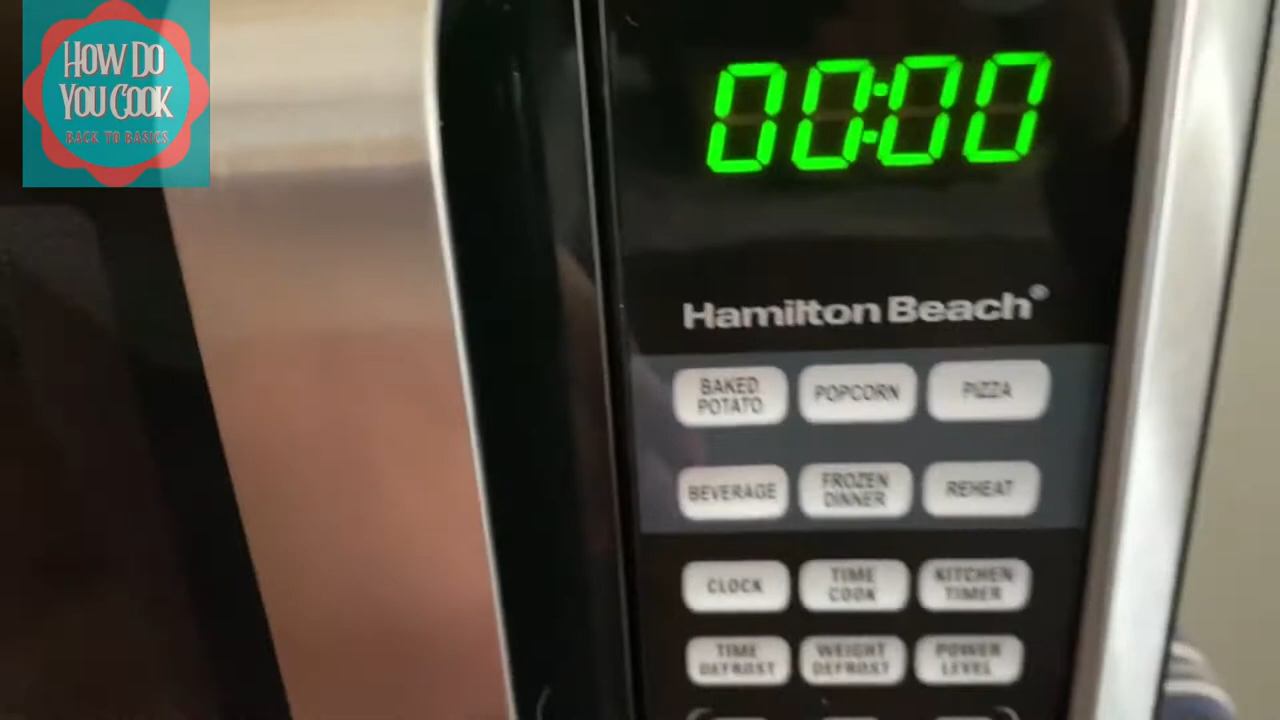 HOW DO
YOU COOK
BACK TO BASICS
00:00
Hamilton Beach®
BAKED
POTATO
POPCORN
PIZZA
BEVERAGE
FROZEN
DINNER
REHEAT
CLOCK
TIME
COOK
KITCHEN
TIMER
TIME
DEFROST
WEIGHT
DEFROST
POWER
LEVEL